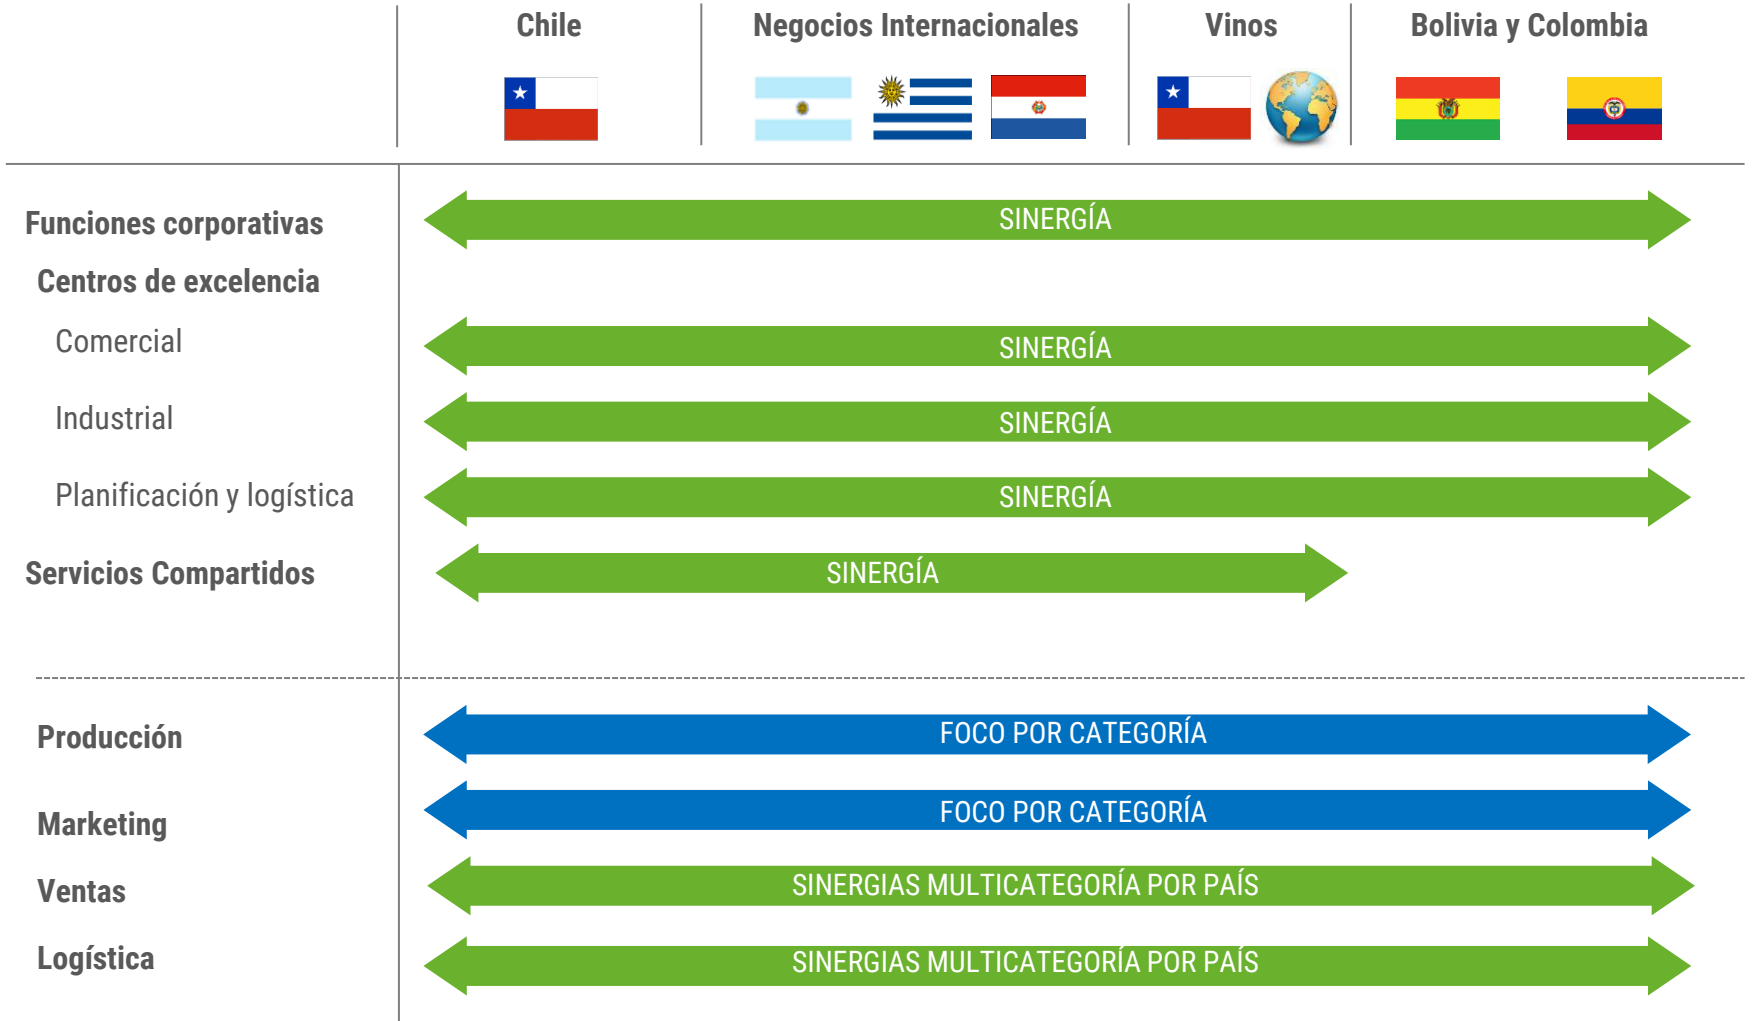 Chile
Negocios Internacionales
Vinos
Bolivia y Colombia
Funciones corporativas
SINERGÍA
Centros de excelencia
Comercial
SINERGÍA
Industrial
SINERGÍA
Planificación y logística
SINERGÍA
Servicios Compartidos
SINERGÍA
Producción
FOCO POR CATEGORÍA
Marketing
FOCO POR CATEGORÍA
Ventas
SINERGIAS MULTICATEGORÍA POR PAÍS
Logística
SINERGIAS MULTICATEGORÍA POR PAÍS